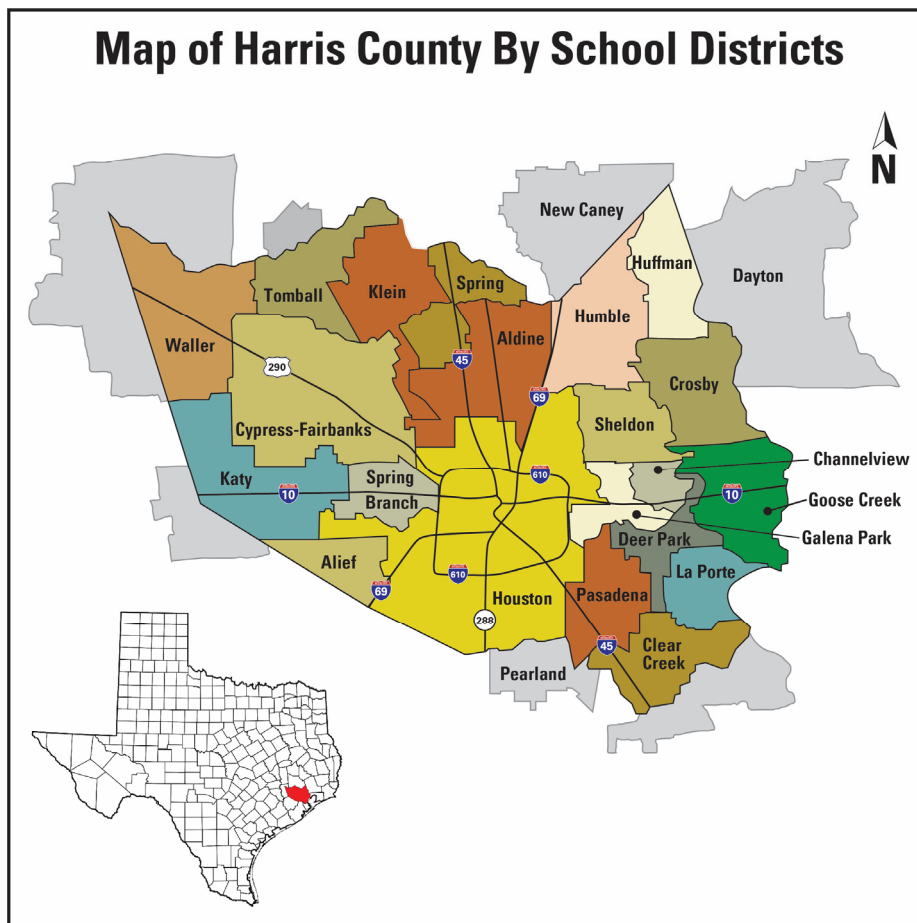 Map of Harris County By School Districts
N
New Caney
Huffman
Dayton
Spring
Klein
Tomball
Humble
Aldine
Waller
45
290
Crosby
69
Sheldon
Cypress-Fairbanks
Channelview
Katy
Spring
Branch
610
10
10
Goose Creek
Galena Park
Deer Park
Alief
La Porte
610
69
Houston
Pasadena
288
45
Clear
Creek
Pearland